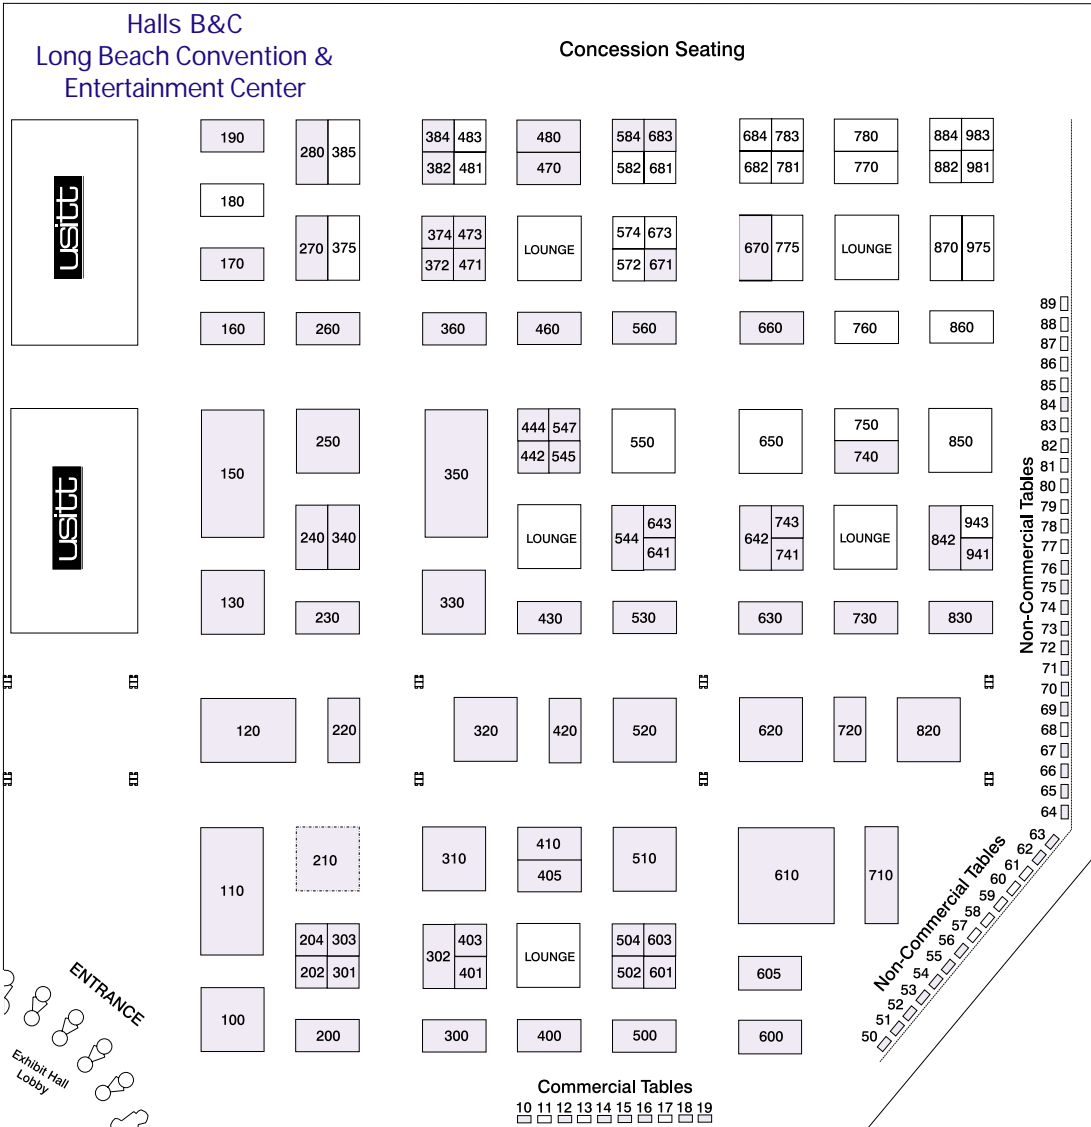 Halls B&C
Long Beach Convention &
Entertainment Center
Concession Seating
190 280 385 384 483 480 584 683 684 783 780 884 983
382 481 470 582 681 682 781 770 882 981
180
usitt
270 375 374 473 LOUNGE 574 673 670 775 LOUNGE 870 975
170 372 471 572 671
160 260 360 460 560 660 760 860
89
88
87
86
85
84
83
82
81
80
79
78
77
76
75
74
73
72
71
70
69
68
67
66
65
64
Non-Commercial Tables
150 250 350 444 547 550 650 750 850
442 545 740
usitt
240 340 LOUNGE 544 643 642 743 LOUNGE 842 943
641 741 941
130 330
230 430 530 630 730 830
120 220 320 420 520 620 720 820
110 210 310 410 510 610 710
405
204 303 302 403 LOUNGE 504 603
202 301 401 502 601 605
100
200 300 400 500 600
63
62
61
60
59
58
57
56
55
54
53
52
51
50
Non-Commercial Tables
ENTRANCE
Exhibit Hall
Lobby
Commercial Tables
10 11 12 13 14 15 16 17 18 19